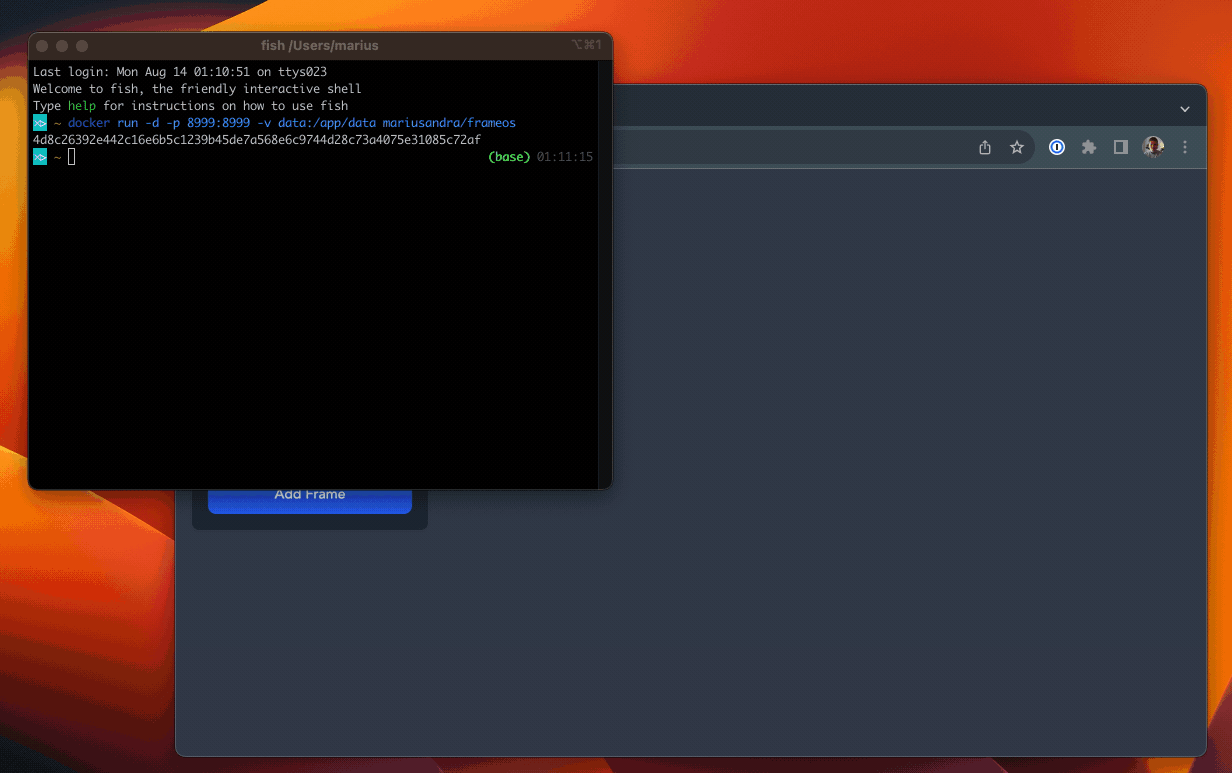 fish /Users/marius ⌥⌘1
Last login: Mon Aug 14 01:10:51 on ttys023
Welcome to fish, the friendly interactive shell
Type help for instructions on how to use fish
~ docker run -d -p 8999:8999 -v data:/app/data mariusandra/frameos
4d8c26392e442c16e6b5c1239b45de7a568e6c9744d28c73a4075e31085c72af
~ (base) 01:11:15
Add Frame